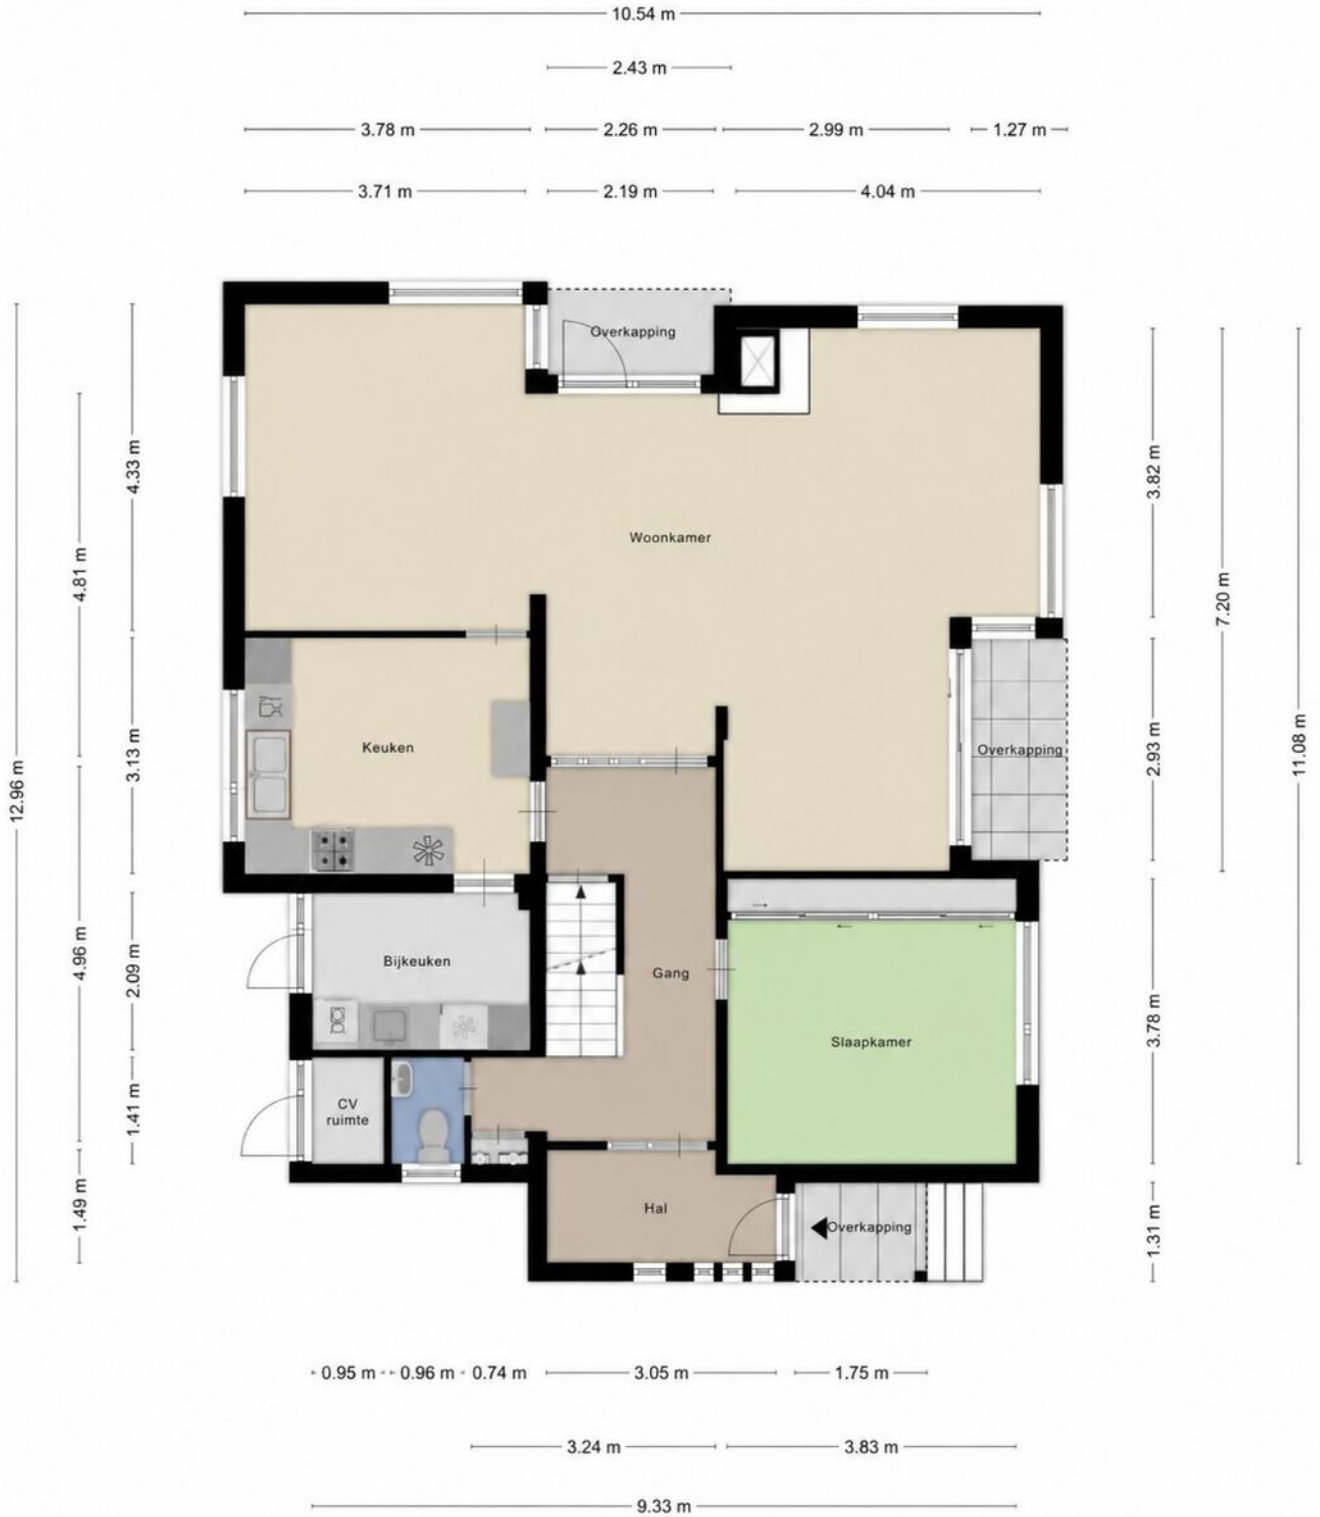 10.54 m
2.43 m
3.78 m
2.26 m
2.99 m
1.27 m
3.71 m
2.19 m
4.04 m
Overkapping
4.33 m
3.82 m
Woonkamer
4.81 m
7.20 m
Keuken
Overkapping
3.13 m
2.93 m
11.08 m
12.96 m
Bijkeuken
Gang
4.96 m
2.09 m
Slaapkamer
3.78 m
CV
ruimte
1.41 m
Hal
Overkapping
1.49 m
1.31 m
0.95 m
0.96 m
0.74 m
3.05 m
1.75 m
3.24 m
3.83 m
9.33 m